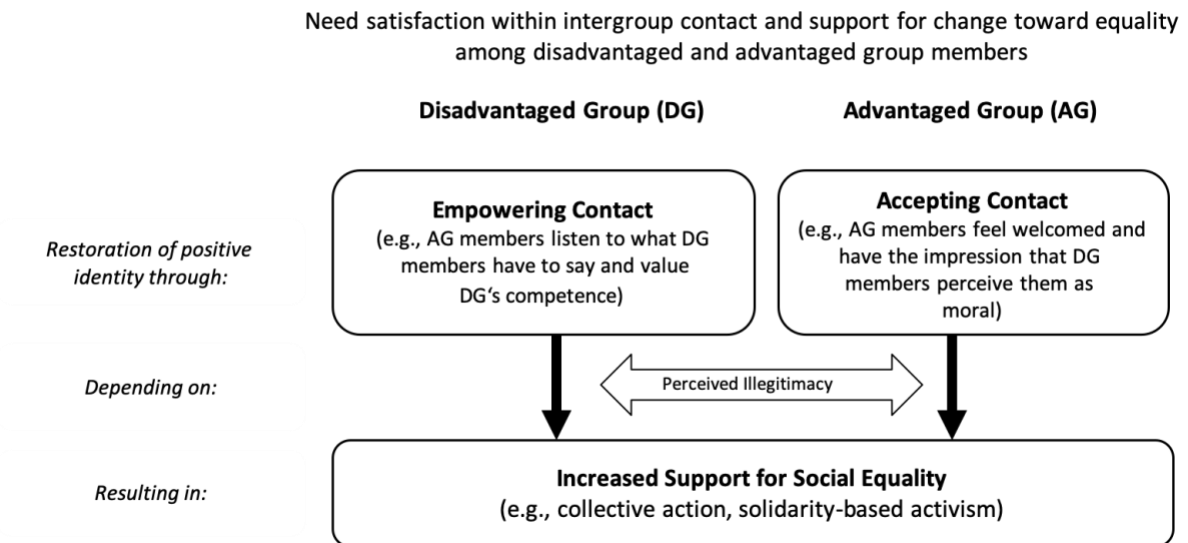 Need satisfaction within intergroup contact and support for change toward equality
among disadvantaged and advantaged group members
Disadvantaged Group (DG)
Advantaged Group (AG)
Restoration of positive
identity through:
Empowering Contact
(e.g., AG members listen to what DG
members have to say and value
DG‘s competence)
Accepting Contact
(e.g., AG members feel welcomed and
have the impression that DG
members perceive them as
moral)
Depending on:
Perceived Illegitimacy
Resulting in:
Increased Support for Social Equality
(e.g., collective action, solidarity-based activism)